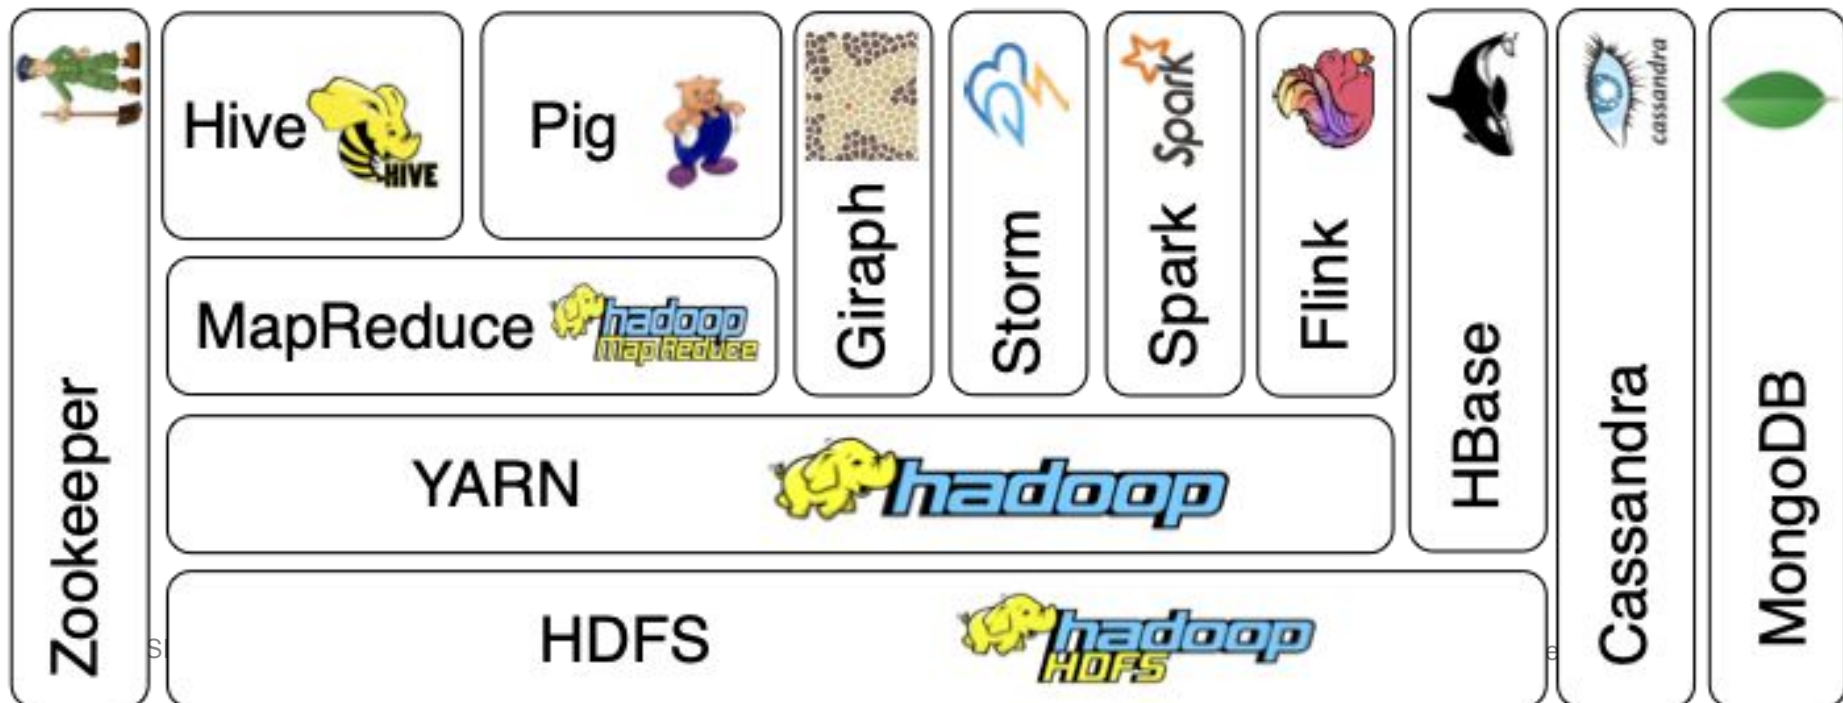 Zookeeper
Hive
HIVE
Pig
Giraph
Storm
Spark
Spark
Flink
HBase
cassandra
Cassandra
MongoDB
MapReduce
hadoop
MapReduce
YARN
hadoop
HDFS
hadoop
HDFS